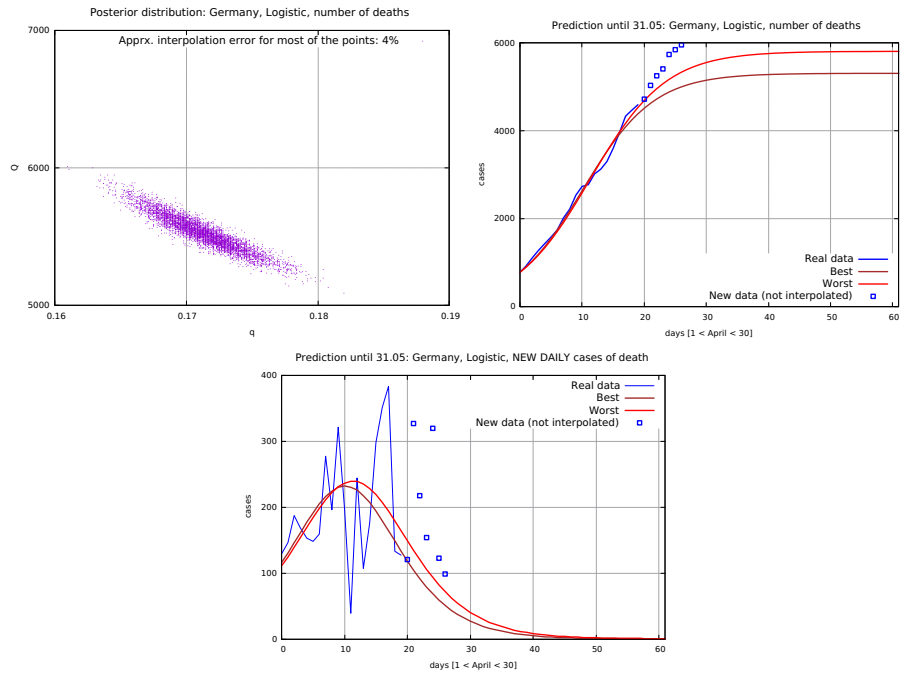 Posterior distribution: Germany, Logistic, number of deaths
7000
Apprx. interpolation error for most of the points: 4%
Q
6000
5000
0.16
0.17
0.18
0.19
q
Prediction until 31.05: Germany, Logistic, number of deaths
6000
4000
cases
2000
Real data
Best
Worst
New data (not interpolated)
0
0
10
20
30
40
50
60
days [1 < April < 30]
Prediction until 31.05: Germany, Logistic, NEW DAILY cases of death
400
Real data
Best
Worst
New data (not interpolated)
300
200
cases
100
0
0
10
20
30
40
50
60
days [1 < April < 30]